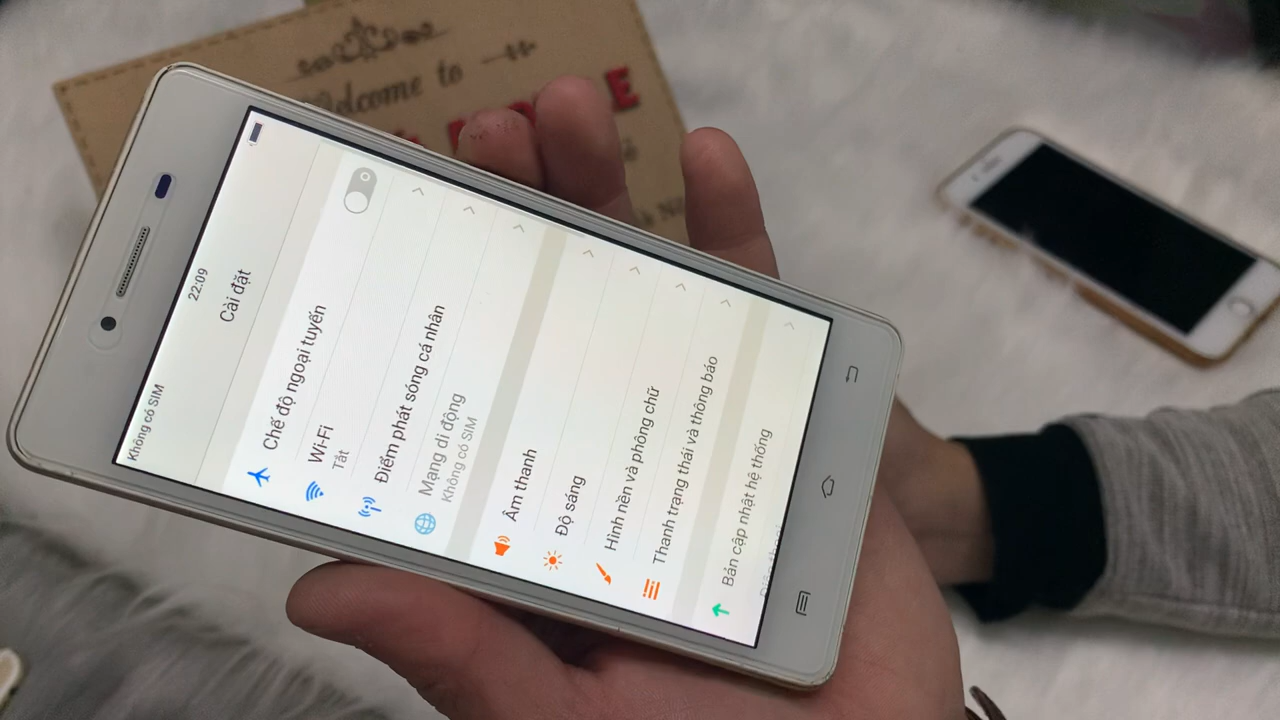 Welcome to
E
Không có SIM
22:09
Cài đặt
Chế độ ngoại tuyến
Wi-Fi
Tắt
Điểm phát sóng cá nhân
Mạng di động
Không có SIM
Âm thanh
Độ sáng
Hình nền và phông chữ
Thanh trạng thái và thông báo
Bản cập nhật hệ thống